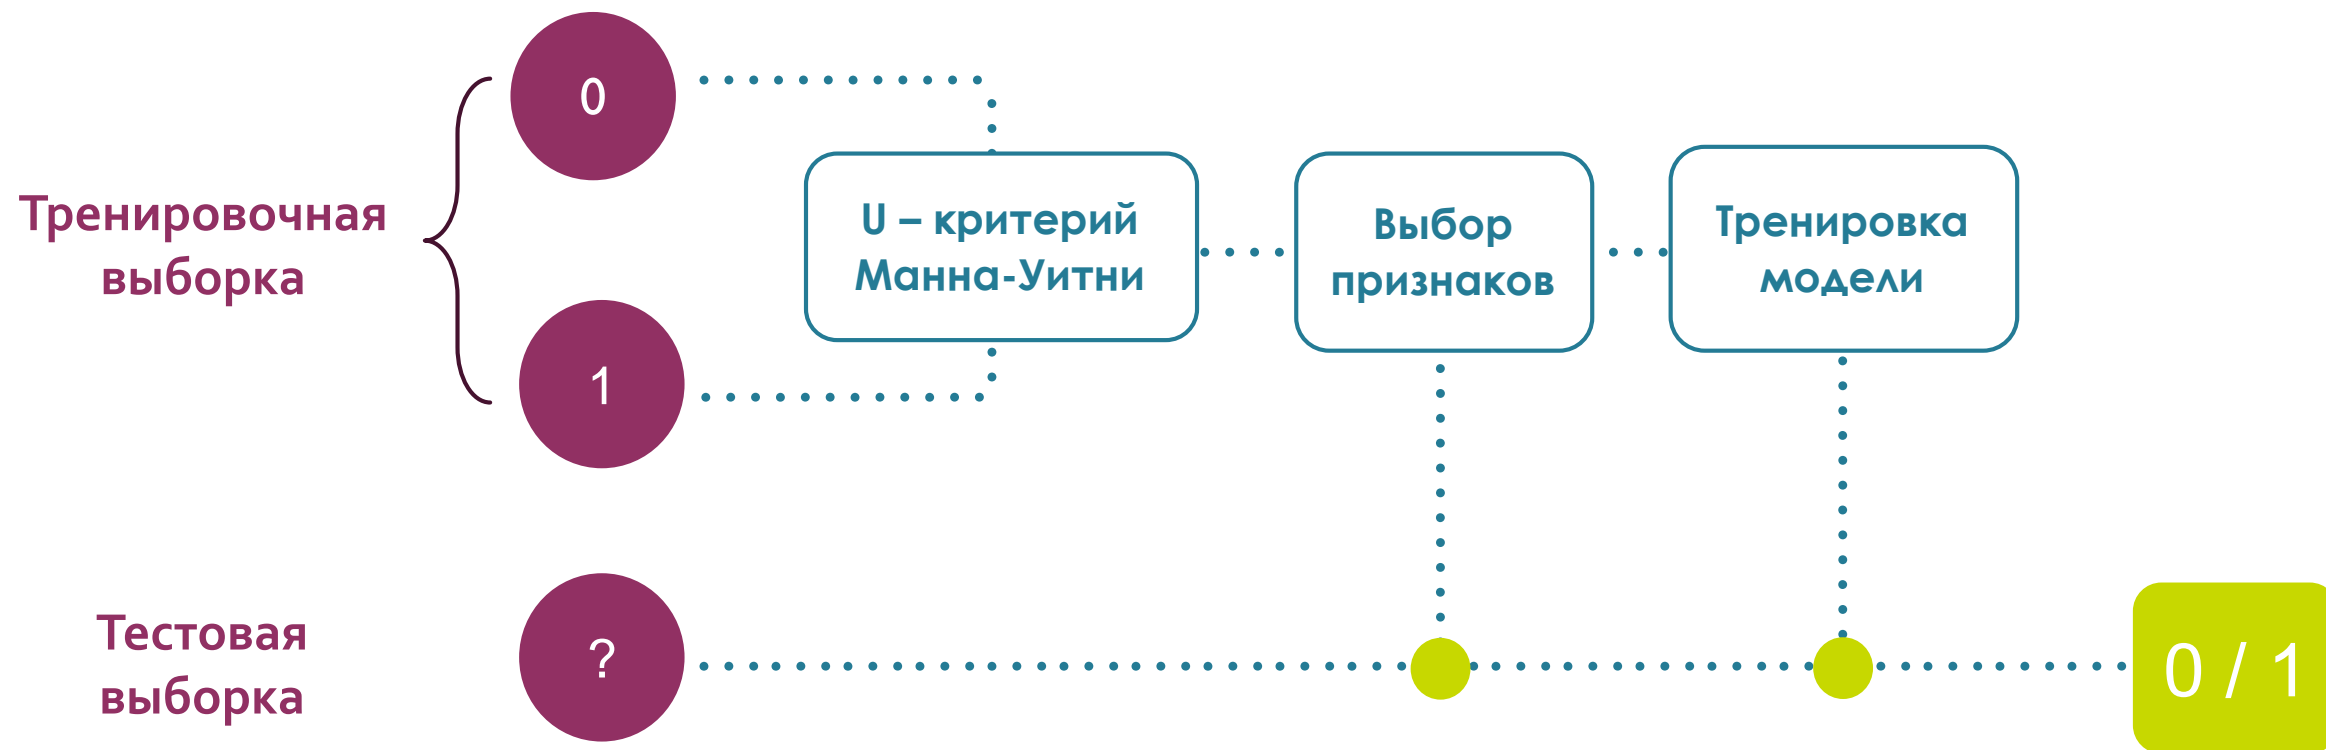 0
Тренировочная
выборка
U – критерий
Манна-Уитни
Выбор
признаков
Тренировка
модели
1
Тестовая
выборка
?
0 / 1